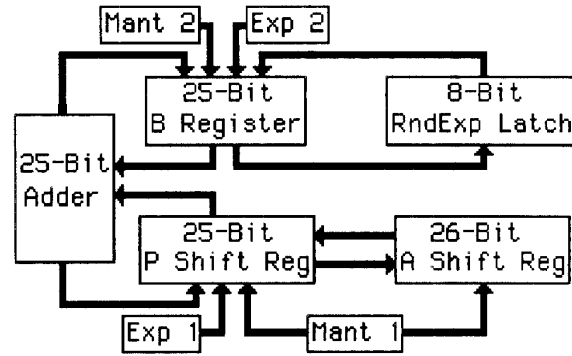 Mant 2
Exp 2
25-Bit
B Register
8-Bit
RndExp Latch
25-Bit
Adder
25-Bit
P Shift Reg
26-Bit
A Shift Reg
Exp 1
Mant 1